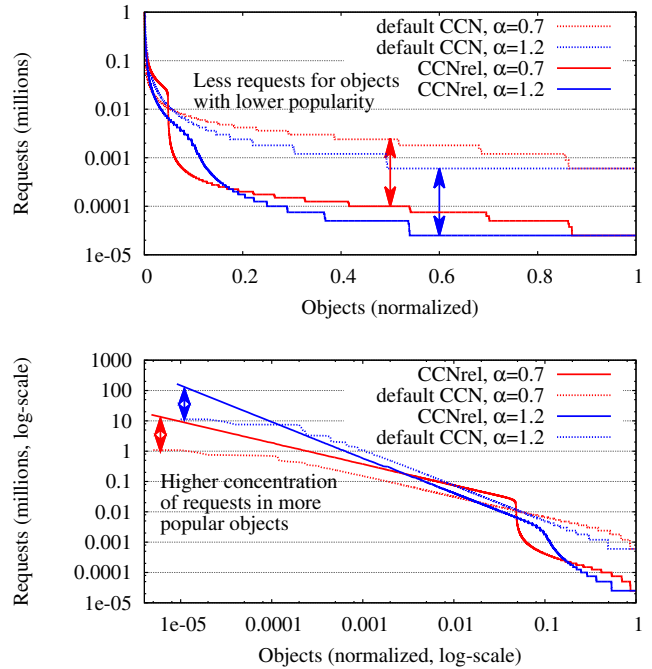 Requests (millions)
1
0.1
0.01
0.001
0.0001
1e-05
default CCN, α=0.7
default CCN, α=1.2
CCNrel, α=0.7
CCNrel, α=1.2
Less requests for objects
with lower popularity
0 0.2 0.4 0.6 0.8 1
Objects (normalized)
Requests (millions, log-scale)
1000
100
10
1
0.1
0.01
0.001
0.0001
1e-05
CCNrel, α=0.7
default CCN, α=0.7
CCNrel, α=1.2
default CCN, α=1.2
Higher concentration
of requests in more
popular objects
1e-05 0.0001 0.001 0.01 0.1 1
Objects (normalized, log-scale)